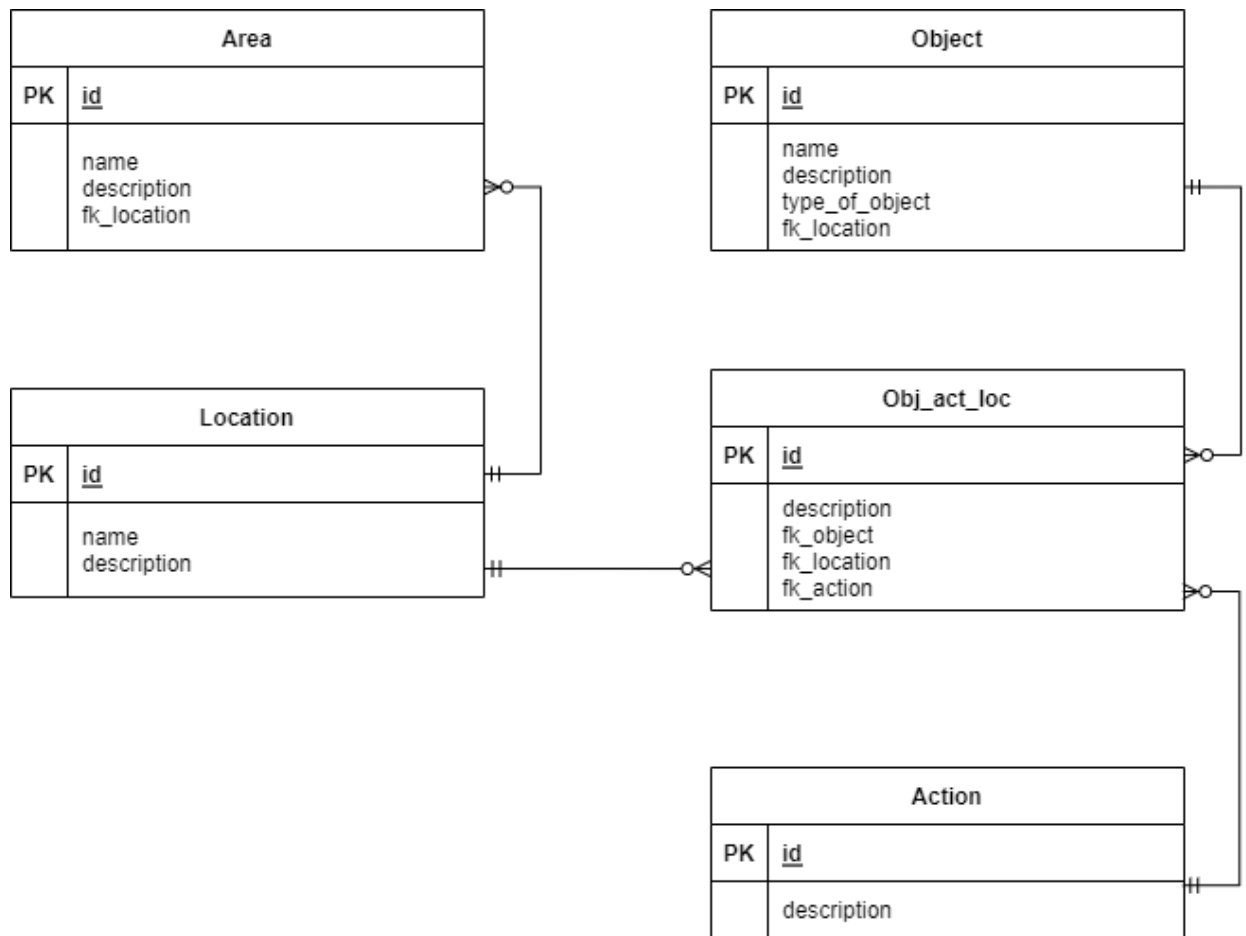 Area
PK id
name
description
fk_location
Object
PK id
name
description
type_of_object
fk_location
Location
PK id
name
description
Obj_act_loc
PK id
description
fk_object
fk_location
fk_action
Action
PK id
description